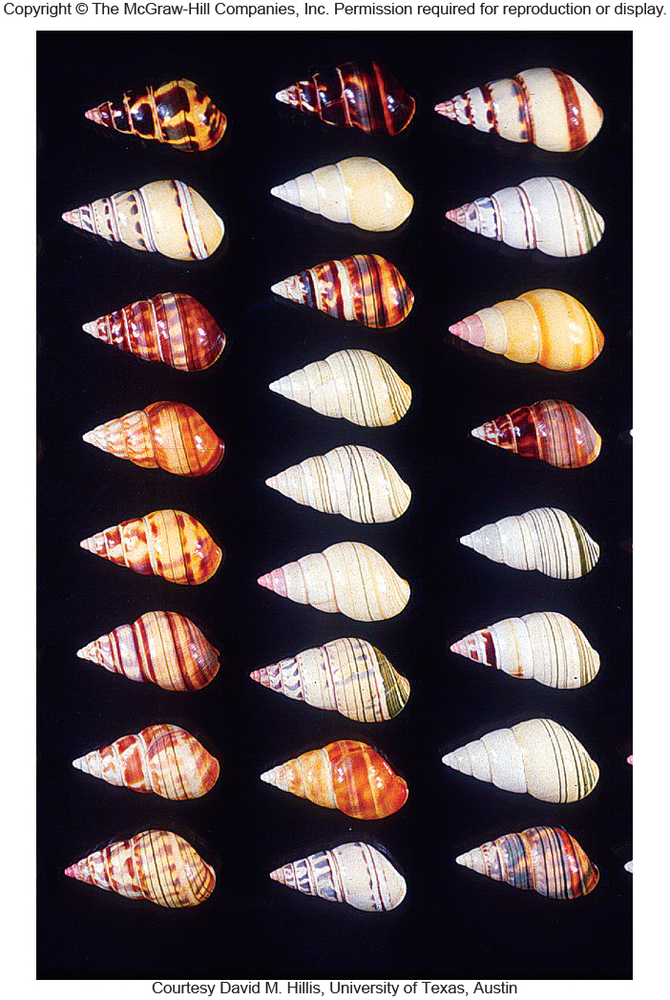 Copyright © The McGraw-Hill Companies, Inc. Permission required for reproduction or display.
Courtesy David M. Hillis, University of Texas, Austin